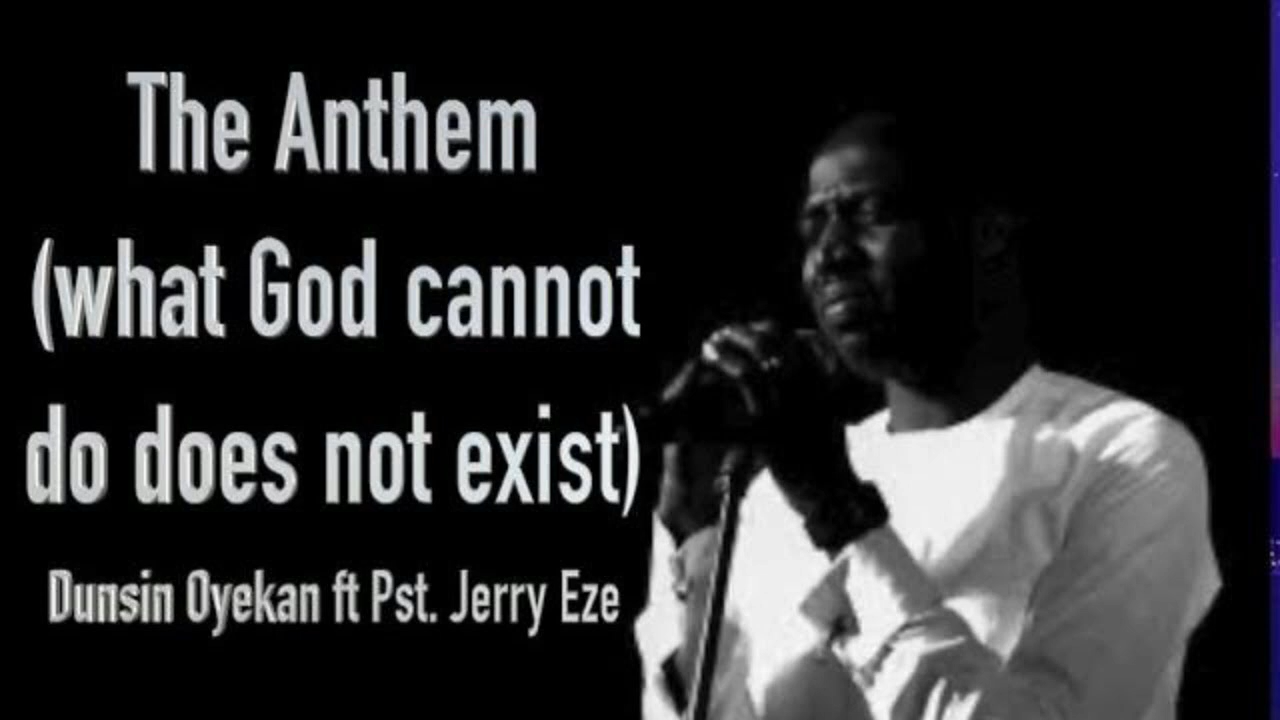 The Anthem
(what God cannot
do does not exist)
Dunsin Oyekan ft Pst. Jerry Eze